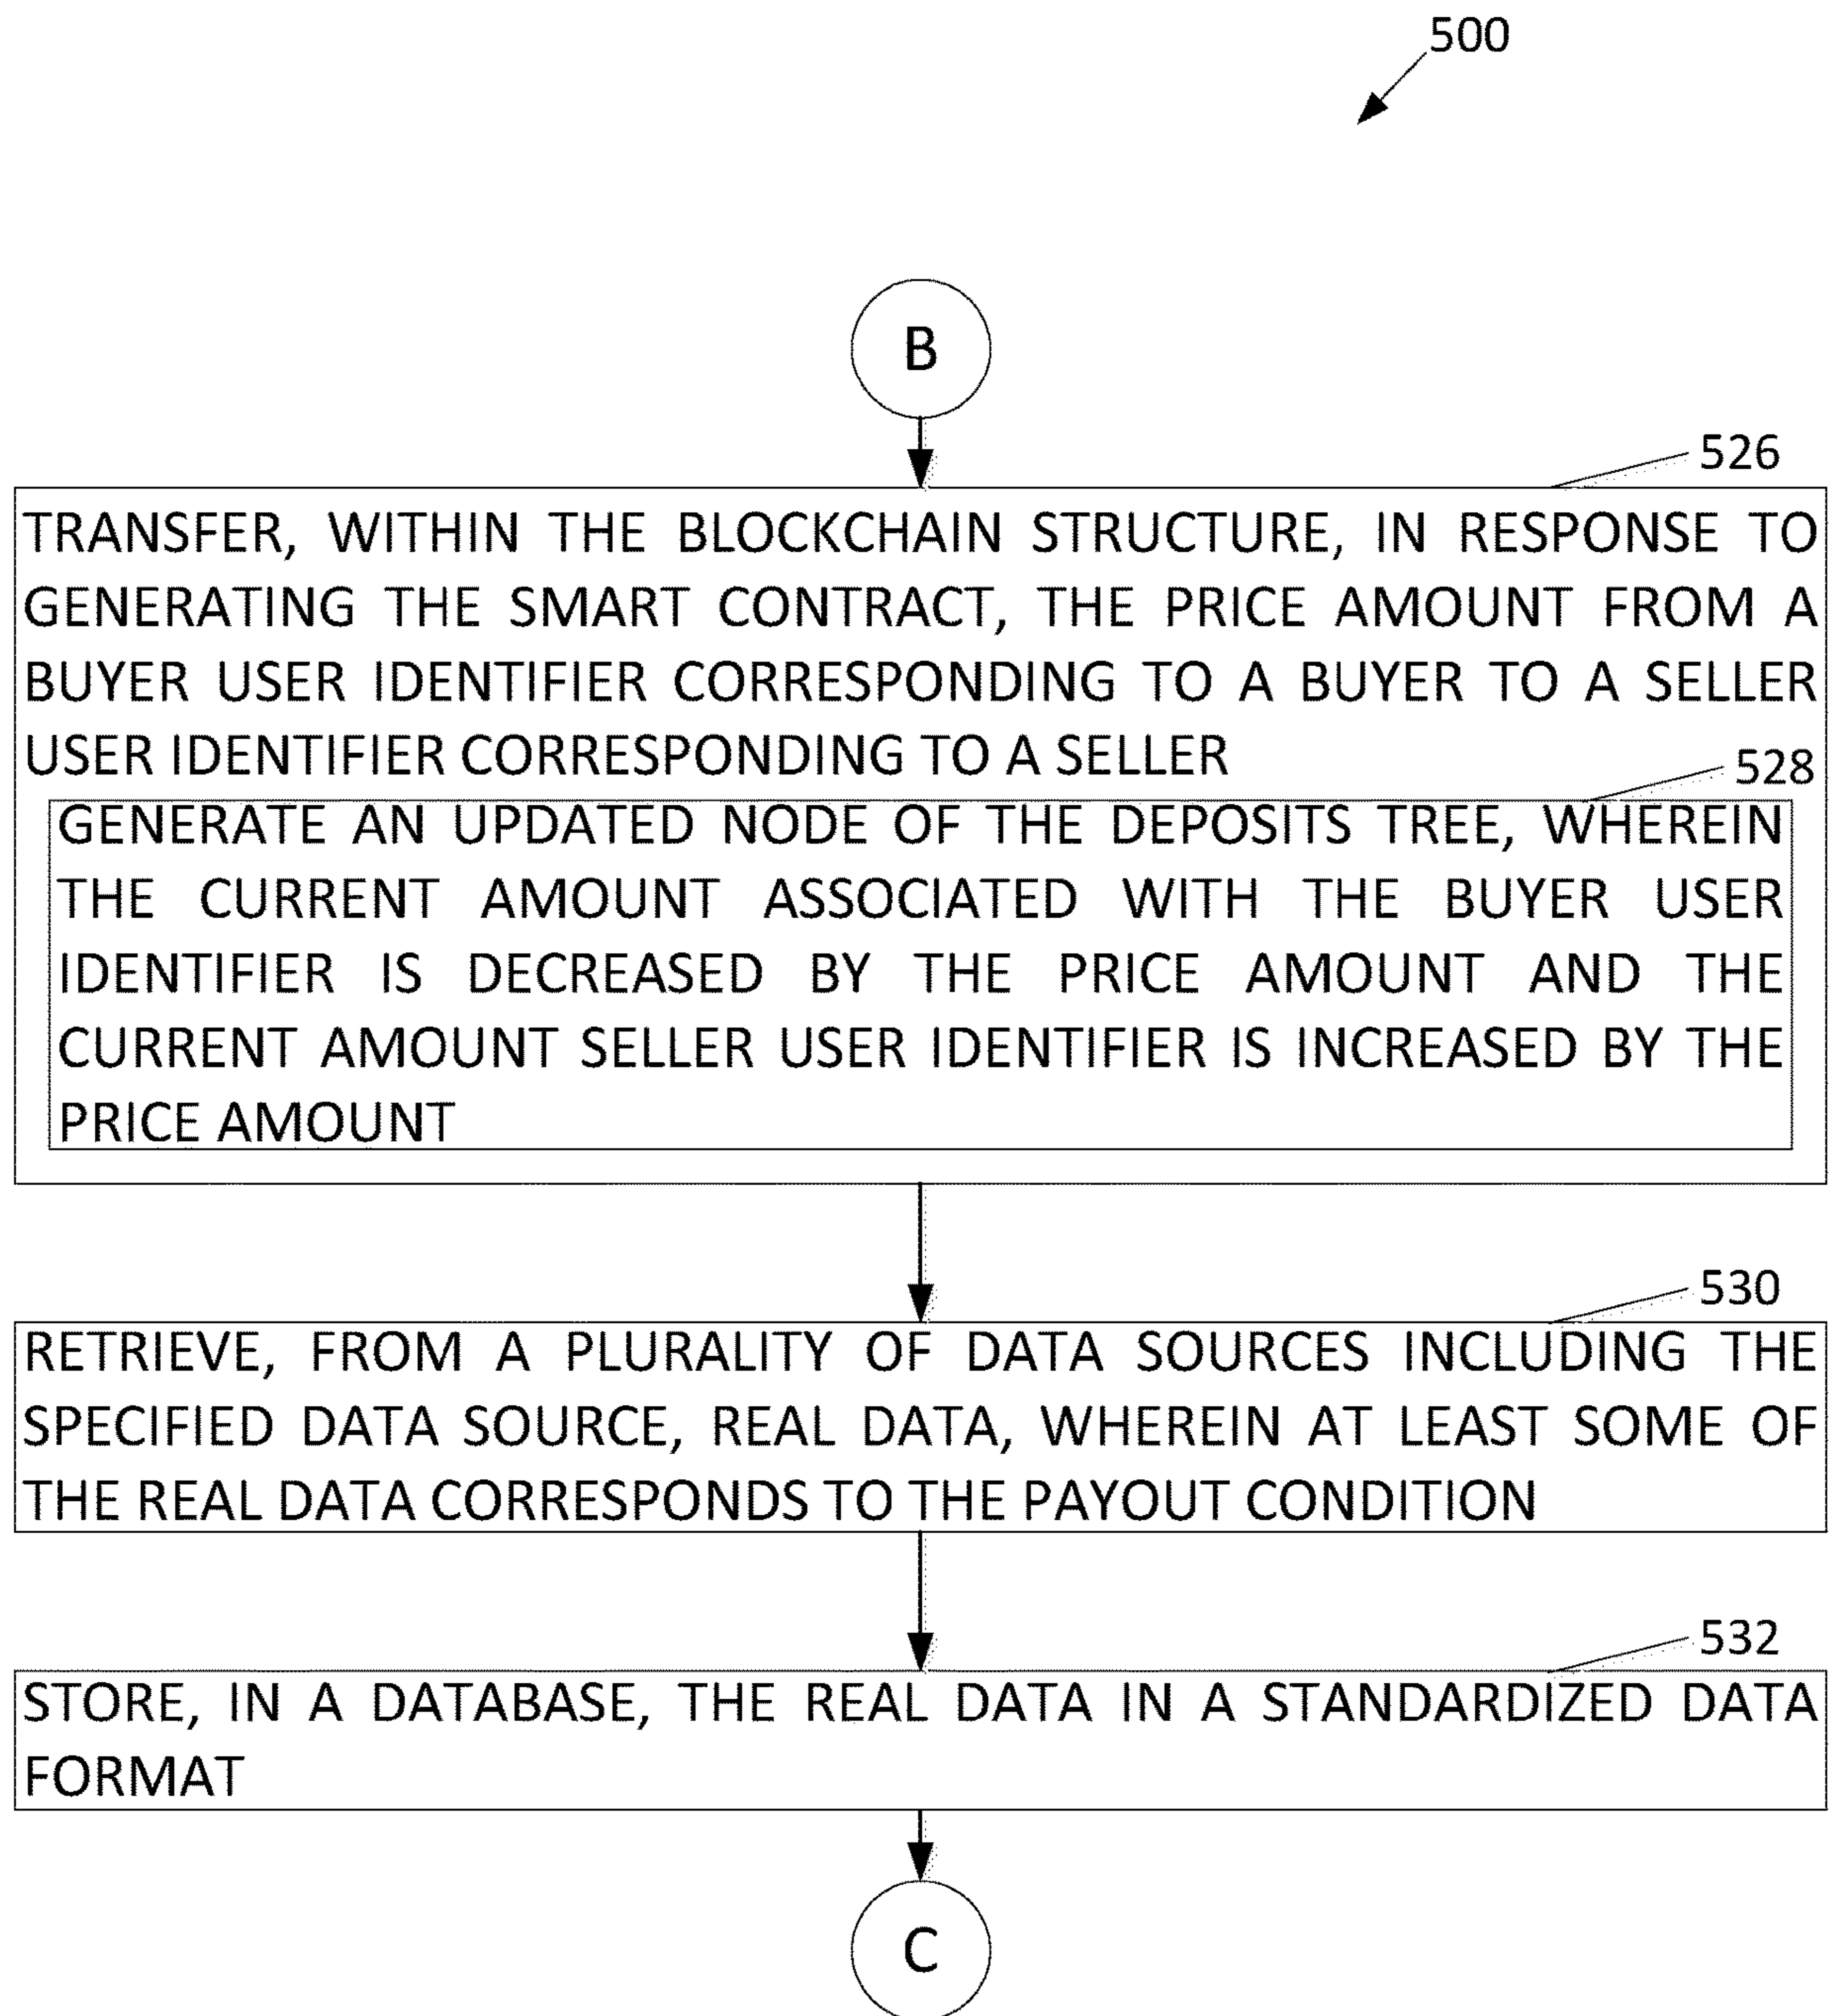 500
B
526
TRANSFER, WITHIN THE BLOCKCHAIN STRUCTURE, IN RESPONSE TO
GENERATING THE SMART CONTRACT, THE PRICE AMOUNT FROM A
BUYER USER IDENTIFIER CORRESPONDING TO A BUYER TO A SELLER
USER IDENTIFIER CORRESPONDING TO A SELLER
528
GENERATE AN UPDATED NODE OF THE DEPOSITS TREE, WHEREIN
THE CURRENT AMOUNT ASSOCIATED WITH THE BUYER USER
IDENTIFIER IS DECREASED BY THE PRICE AMOUNT AND THE
CURRENT AMOUNT SELLER USER IDENTIFIER IS INCREASED BY THE
PRICE AMOUNT
530
RETRIEVE, FROM A PLURALITY OF DATA SOURCES INCLUDING THE
SPECIFIED DATA SOURCE, REAL DATA, WHEREIN AT LEAST SOME OF
THE REAL DATA CORRESPONDS TO THE PAYOUT CONDITION
532
STORE, IN A DATABASE, THE REAL DATA IN A STANDARDIZED DATA
FORMAT
C